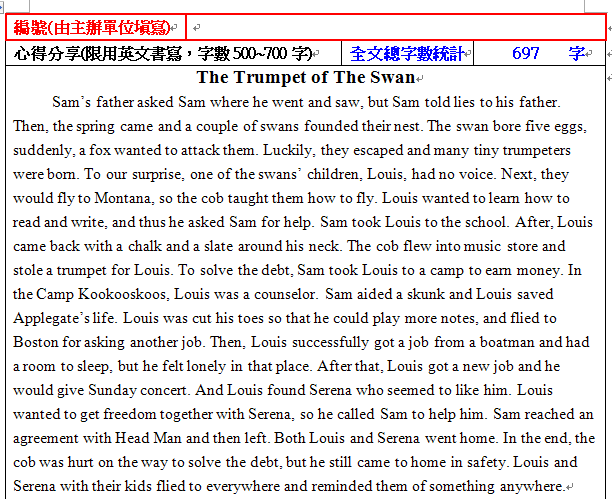 編號(由主辦單位填寫)
心得分享(限用英文書寫，字數 500~700 字) 全文總字數統計 697 字
The Trumpet of The Swan
Sam’s father asked Sam where he went and saw, but Sam told lies to his father.
Then, the spring came and a couple of swans founded their nest. The swan bore five eggs,
suddenly, a fox wanted to attack them. Luckily, they escaped and many tiny trumpeters
were born. To our surprise, one of the swans’ children, Louis, had no voice. Next, they
would fly to Montana, so the cob taught them how to fly. Louis wanted to learn how to
read and write, and thus he asked Sam for help. Sam took Louis to the school. After, Louis
came back with a chalk and a slate around his neck. The cob flew into music store and
stole a trumpet for Louis. To solve the debt, Sam took Louis to a camp to earn money. In
the Camp Kookooskoos, Louis was a counselor. Sam aided a skunk and Louis saved
Applegate’s life. Louis was cut his toes so that he could play more notes, and flied to
Boston for asking another job. Then, Louis successfully got a job from a boatman and had
a room to sleep, but he felt lonely in that place. After that, Louis got a new job and he
would give Sunday concert. And Louis found Serena who seemed to like him. Louis
wanted to get freedom together with Serena, so he called Sam to help him. Sam reached an
agreement with Head Man and then left. Both Louis and Serena went home. In the end, the
cob was hurt on the way to solve the debt, but he still came to home in safety. Louis and
Serena with their kids flied to everywhere and reminded them of something anywhere.